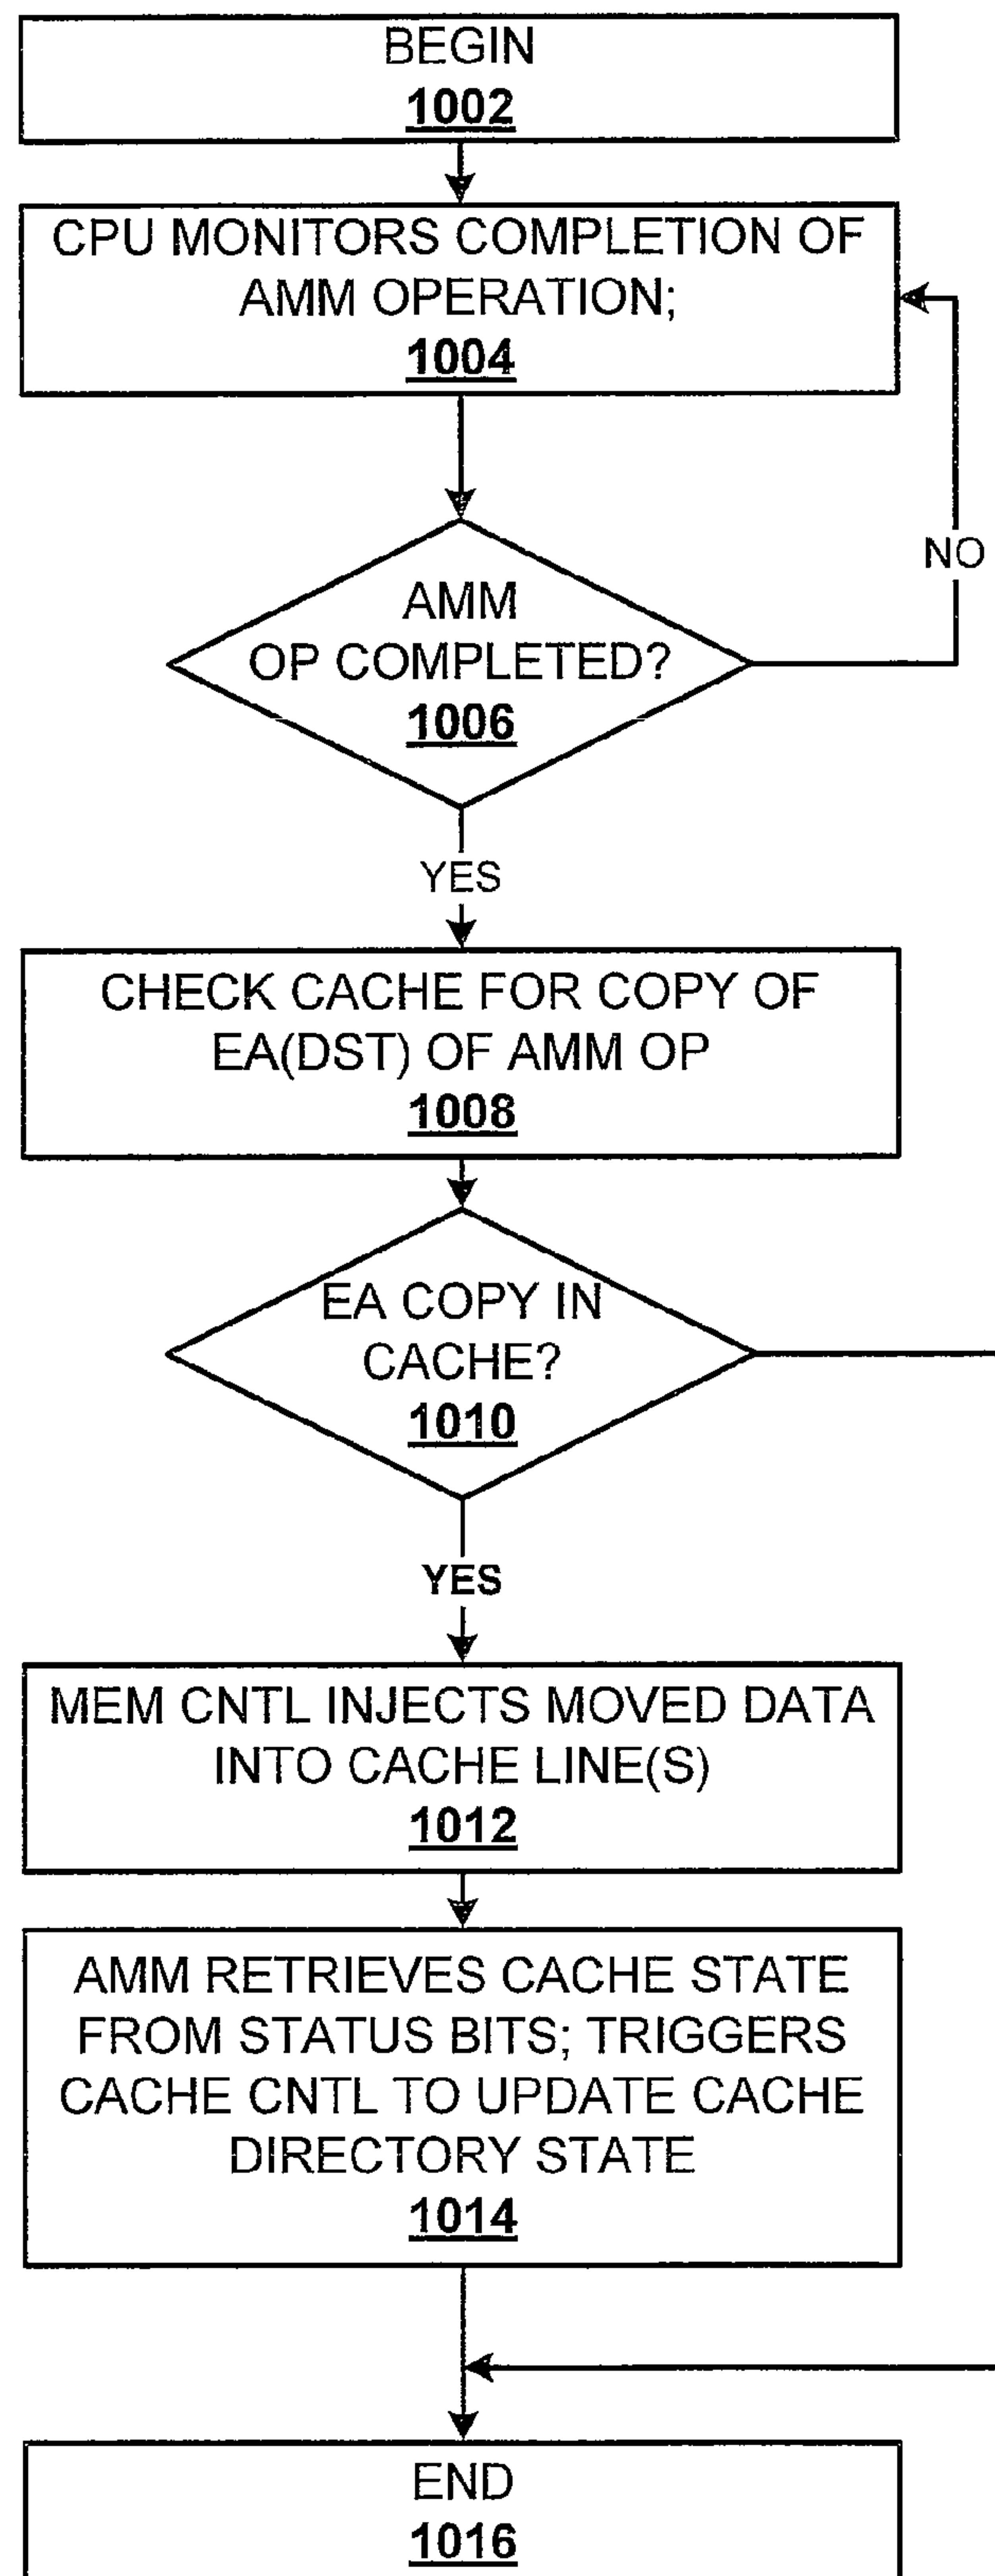 BEGIN
1002
CPU MONITORS COMPLETION OF
AMM OPERATION;
1004
NO
AMM
OP COMPLETED?
1006
YES
CHECK CACHE FOR COPY OF
EA(DST) OF AMM OP
1008
EA COPY IN
CACHE?
1010
YES
MEM CNTL INJECTS MOVED DATA
INTO CACHE LINE(S)
1012
AMM RETRIEVES CACHE STATE
FROM STATUS BITS; TRIGGERS
CACHE CNTL TO UPDATE CACHE
DIRECTORY STATE
1014
END
1016